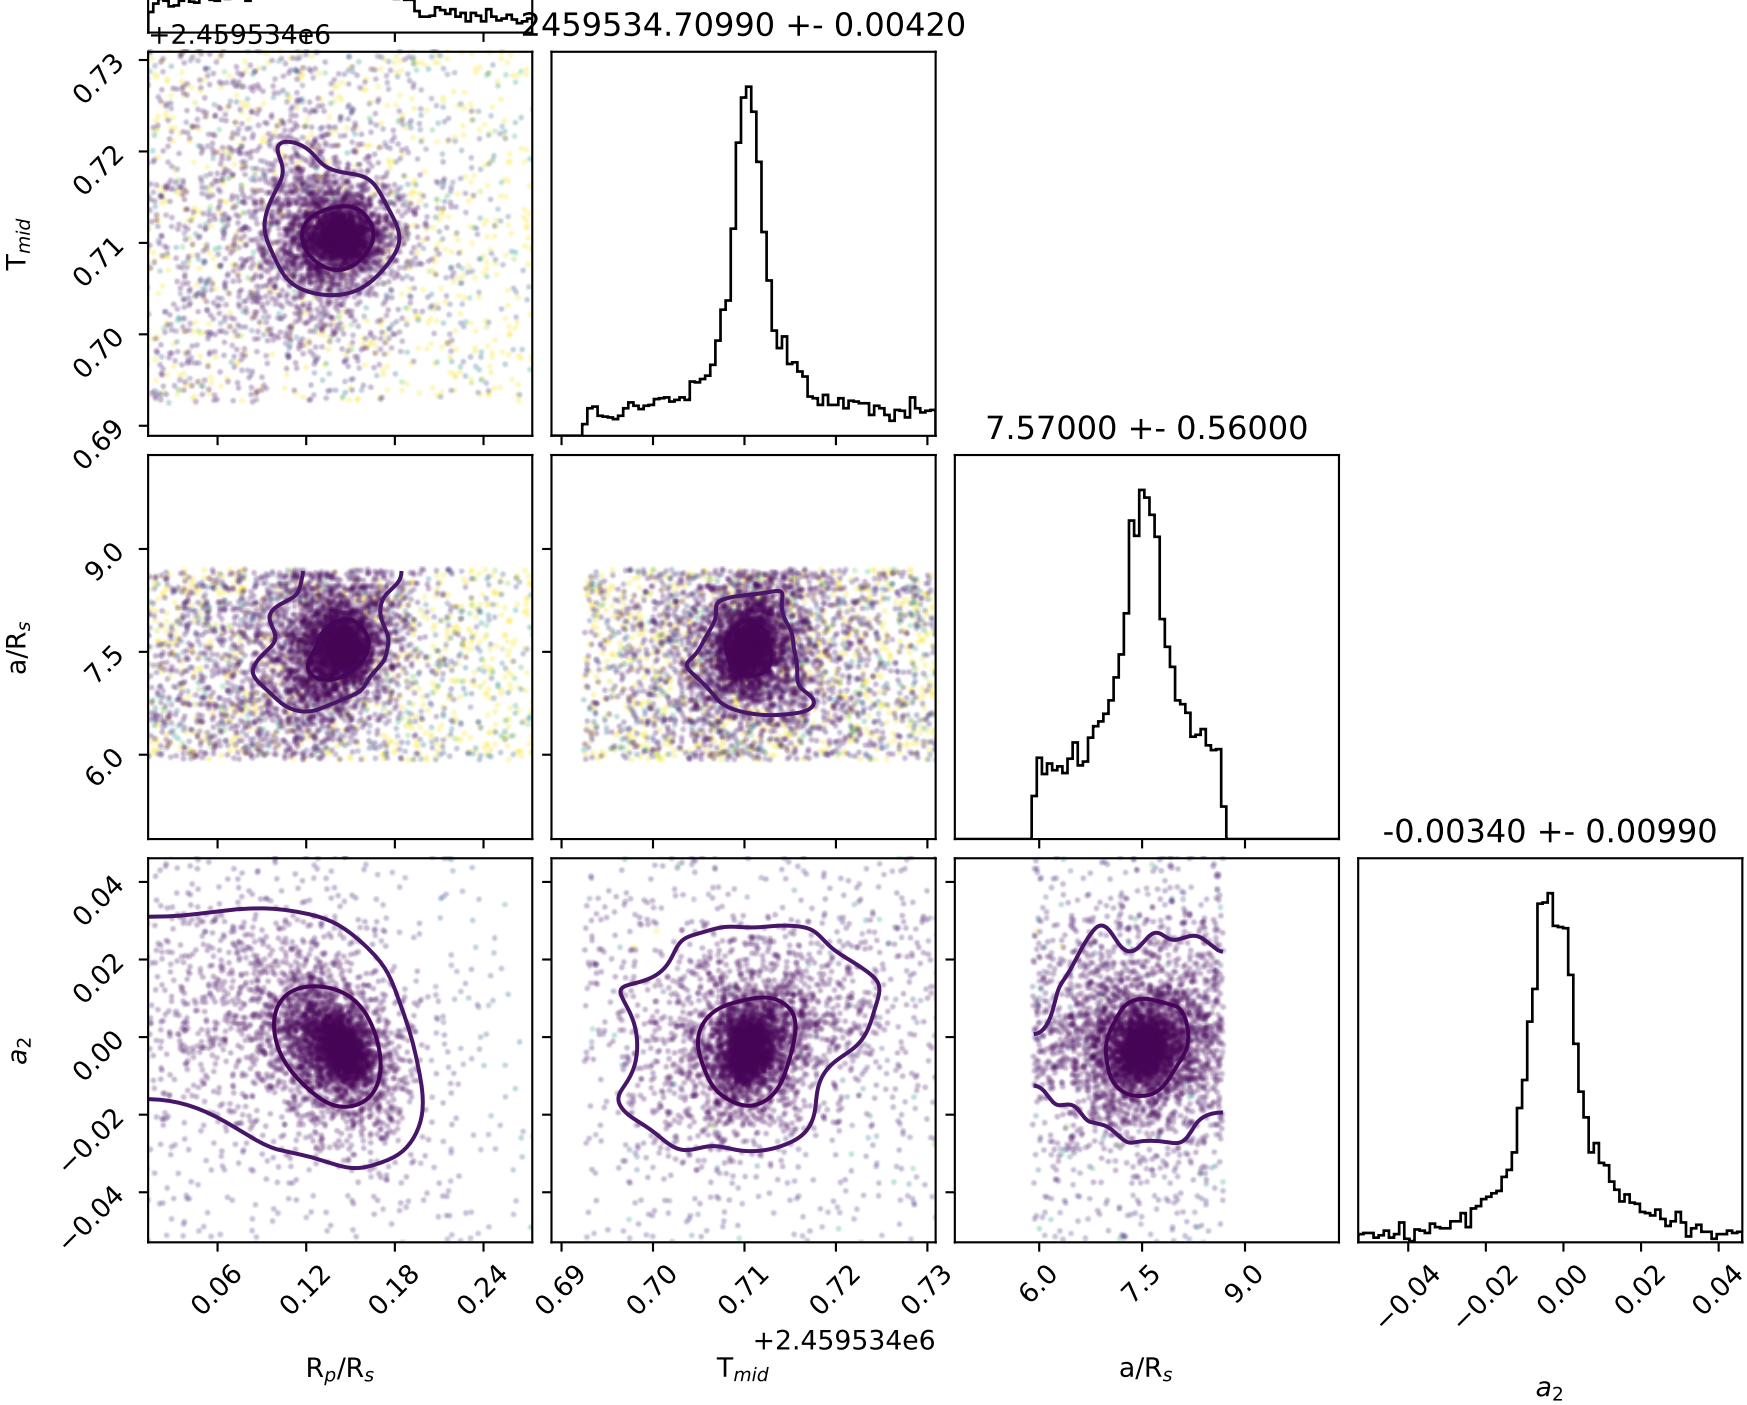 +2.459534e6
2459534.70990 +- 0.00420
0.73
0.72
0.71
0.70
0.69
T_mid
7.57000 +- 0.56000
9.0
7.5
6.0
a/R_s
-0.00340 +- 0.00990
0.04
0.02
0.00
−0.02
−0.04
a_2
0.06 0.12 0.18 0.24
0.69 0.70 0.71 0.72 0.73
6.0 7.5 9.0
−0.04 −0.02 0.00 0.02 0.04
+2.459534e6
R_p/R_s
T_mid
a/R_s
a_2